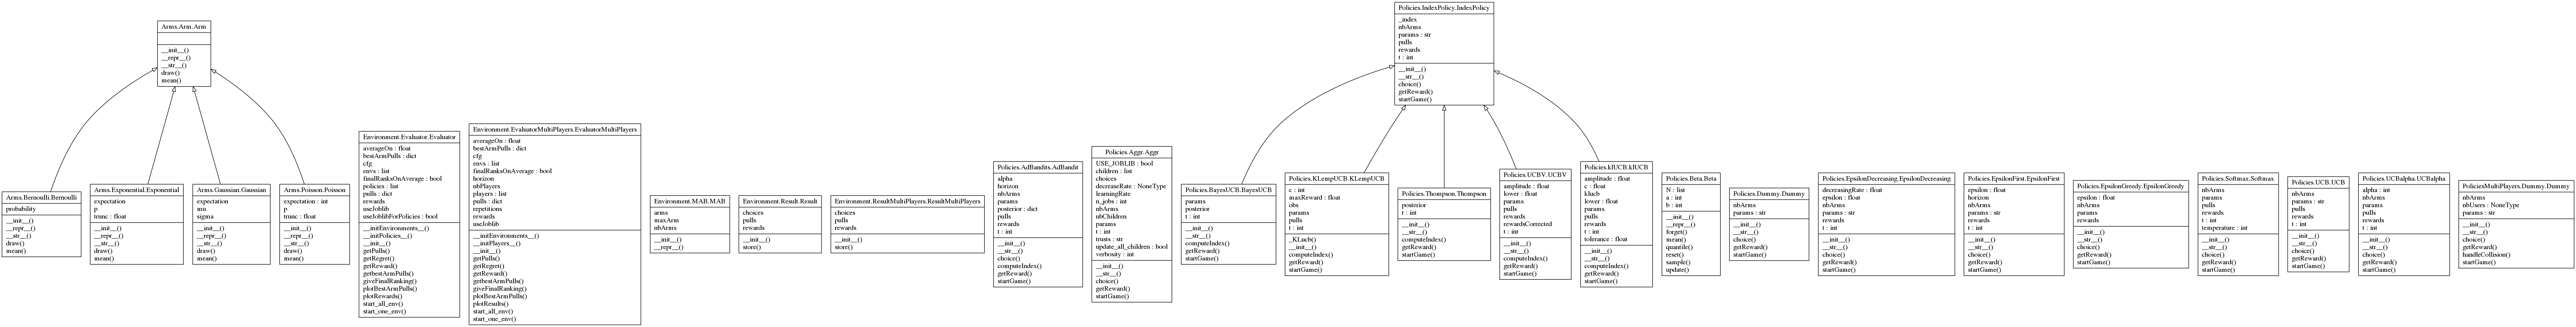 Arms.Arm.Arm
__init__()
__repr__()
__str__()
draw()
mean()
Policies.IndexPolicy.IndexPolicy
_index
nbArms
params : str
pulls
rewards
t : int
__init__()
__str__()
choice()
getReward()
startGame()
Arms.Bernoulli.Bernoulli
probability
__init__()
__repr__()
__str__()
draw()
mean()
Arms.Exponential.Exponential
expectation
p
trunc : float
__init__()
__repr__()
__str__()
draw()
mean()
Arms.Gaussian.Gaussian
expectation
mu
sigma
__init__()
__repr__()
__str__()
draw()
mean()
Arms.Poisson.Poisson
expectation : int
p
trunc : float
__init__()
__repr__()
__str__()
draw()
mean()
Environment.Evaluator.Evaluator
averageOn : float
bestArmPulls : dict
cfg
envs : list
finalRanksOnAverage : bool
policies : list
pulls : dict
repetitions
rewards
useJoblib
useJoblibForPolicies : bool
__initEnvironments__()
__initPolicies__()
__init__()
getPulls()
getRegret()
getReward()
getbestArmPulls()
giveFinalRanking()
plotBestArmPulls()
plotRewards()
start_all_env()
start_one_env()
Environment.EvaluatorMultiPlayers.EvaluatorMultiPlayers
averageOn : float
bestArmPulls : dict
cfg
envs : list
finalRanksOnAverage : bool
horizon
nbPlayers
players : list
pulls : dict
repetitions
rewards
useJoblib
__initEnvironments__()
__initPlayers__()
__init__()
getPulls()
getRegret()
getReward()
getbestArmPulls()
giveFinalRanking()
plotBestArmPulls()
plotResults()
start_all_env()
start_one_env()
Environment.MAB.MAB
arms
maxArm
nbArms
__init__()
__repr__()
Environment.Result.Result
choices
pulls
rewards
__init__()
store()
Environment.ResultMultiPlayers.ResultMultiPlayers
choices
pulls
rewards
__init__()
store()
Policies.AdBandits.AdBandit
alpha
horizon
nbArms
params
posterior : dict
pulls
rewards
t : int
__init__()
__str__()
choice()
computeIndex()
getReward()
startGame()
Policies.Aggr.Aggr
USE_JOBLIB : bool
children : list
choices
decreaseRate : NoneType
learningRate
n_jobs : int
nbArms
nbChildren
params
t : int
trusts : str
update_all_children : bool
verbosity : int
__init__()
__str__()
choice()
getReward()
startGame()
Policies.BayesUCB.BayesUCB
params
posterior
t : int
__init__()
__str__()
computeIndex()
getReward()
startGame()
Policies.KLempUCB.KLempUCB
c : int
maxReward : float
obs
params
pulls
t : int
_KLucb()
__init__()
computeIndex()
getReward()
startGame()
Policies.Thompson.Thompson
posterior
t : int
__init__()
__str__()
computeIndex()
getReward()
startGame()
Policies.UCBV.UCBV
amplitude : float
lower : float
params
pulls
rewards
rewardsCorrected
t : int
__init__()
__str__()
computeIndex()
getReward()
startGame()
Policies.klUCB.klUCB
amplitude : float
c : float
klucb
lower : float
params
pulls
rewards
t : int
tolerance : float
__init__()
__str__()
computeIndex()
getReward()
startGame()
Policies.Beta.Beta
N : list
a : int
b : int
__init__()
__repr__()
forget()
mean()
quantile()
reset()
sample()
update()
Policies.Dummy.Dummy
nbArms
params : str
__init__()
__str__()
choice()
getReward()
startGame()
Policies.EpsilonDecreasing.EpsilonDecreasing
decreasingRate : float
epsilon : float
nbArms
params : str
rewards
t : int
__init__()
__str__()
choice()
getReward()
startGame()
Policies.EpsilonFirst.EpsilonFirst
epsilon : float
horizon
nbArms
params : str
rewards
t : int
__init__()
__str__()
choice()
getReward()
startGame()
Policies.EpsilonGreedy.EpsilonGreedy
epsilon : float
nbArms
params
rewards
__init__()
__str__()
choice()
getReward()
startGame()
Policies.Softmax.Softmax
nbArms
params
pulls
rewards
t : int
temperature : int
__init__()
__str__()
choice()
getReward()
startGame()
Policies.UCB.UCB
nbArms
params : str
pulls
rewards
t : int
__init__()
__str__()
choice()
getReward()
startGame()
Policies.UCBalpha.UCBalpha
alpha : int
nbArms
params
pulls
rewards
t : int
__init__()
__str__()
choice()
getReward()
startGame()
PoliciesMultiPlayers.Dummy.Dummy
nbArms
nbUsers : NoneType
params : str
__init__()
__str__()
choice()
getReward()
handleCollision()
startGame()